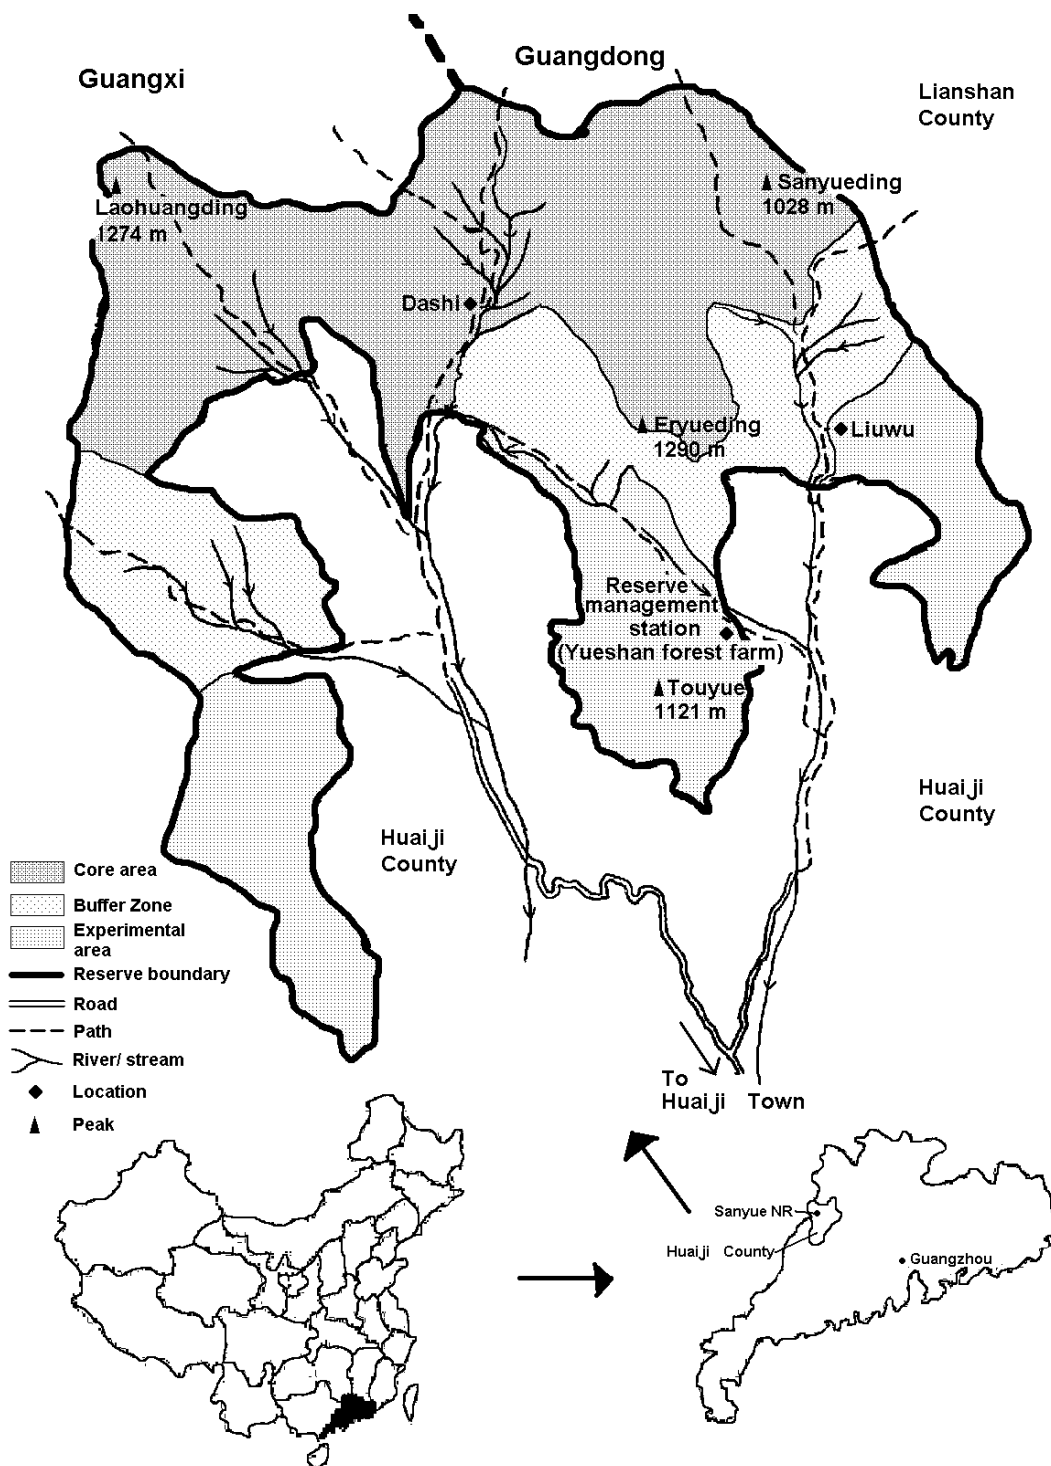 Guangxi
Guangdong
Lianshan
County
Laohuangding
1274 m
Sanyueding
1028 m
Dashi
Eryueding
1290 m
Liuwu
Reserve
management
station
(Yueshan forest farm)
Touyue
1121 m
Huaiji
County
Huaiji
County
Core area
Buffer Zone
Experimental
area
Reserve boundary
Road
Path
River/ stream
Location
Peak
To
Huaiji Town
Sanyue NR
Huaiji County
Guangzhou